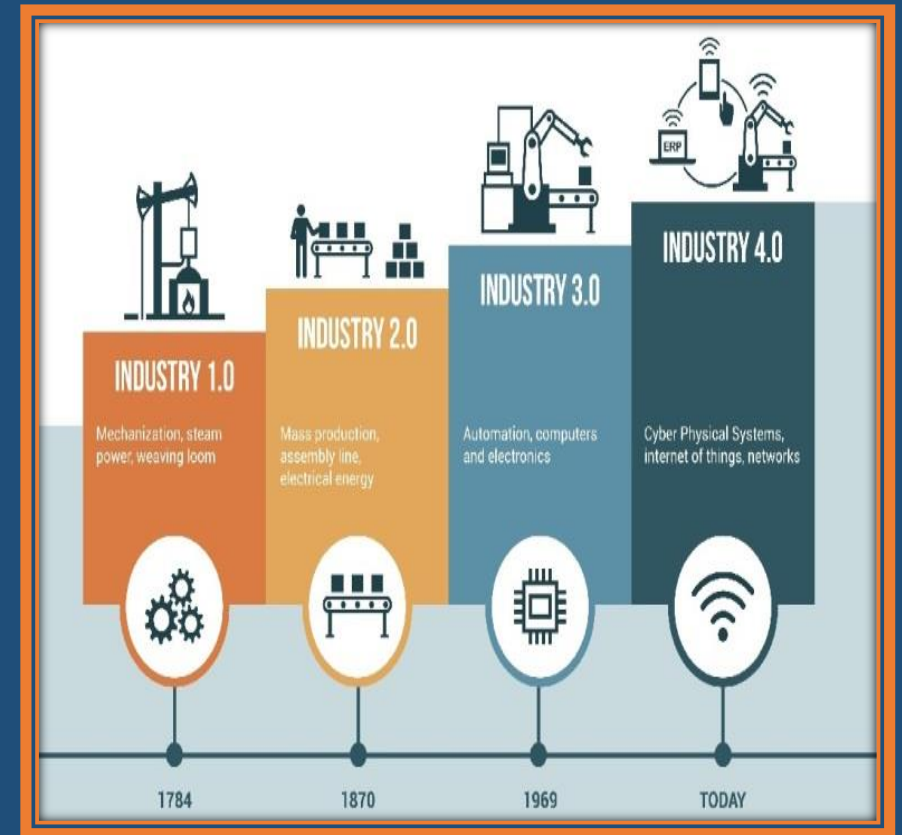 ERP
INDUSTRY 1.0
Mechanization, steam
power, weaving loom
INDUSTRY 2.0
Mass production,
assembly line,
electrical energy
INDUSTRY 3.0
Automation, computers
and electronics
INDUSTRY 4.0
Cyber Physical Systems,
internet of things, networks
1784
1870
1969
TODAY